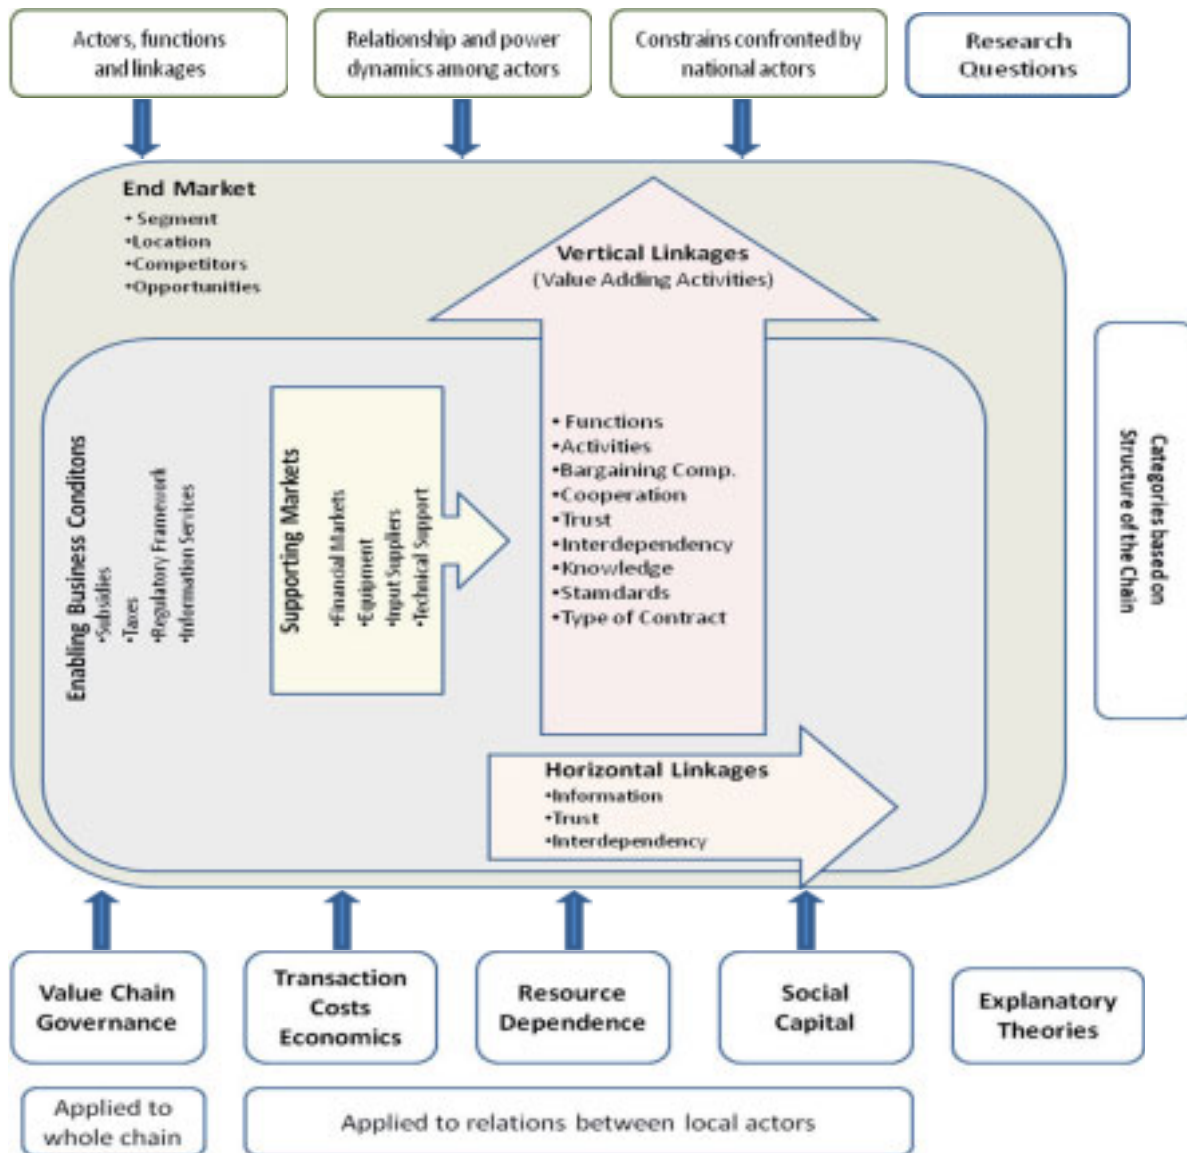 Actors, functions
and linkages
Relationship and power
dynamics among actors
Constrains confronted by
national actors
Research
Questions
End Market
• Segment
•Location
•Competitors
•Opportunities
Vertical Linkages
(Value Adding Activities)
• Functions
•Activities
•Bargaining Comp.
•Cooperation
•Trust
•Interdependency
•Knowledge
•Stamdards
•Type of Contract
Enabling Business Conditons
•Subsidies
•Taxes
•Regulatory Framework
•Information Services
Supporting Markets
•Financial Markets
•Equipment
•Input Suppliers
•Technical Support
Horizontal Linkages
•Information
•Trust
•Interdependency
Categories based on
Structure of the Chain
Value Chain
Governance
Transaction
Costs
Economics
Resource
Dependence
Social
Capital
Explanatory
Theories
Applied to
whole chain
Applied to relations between local actors